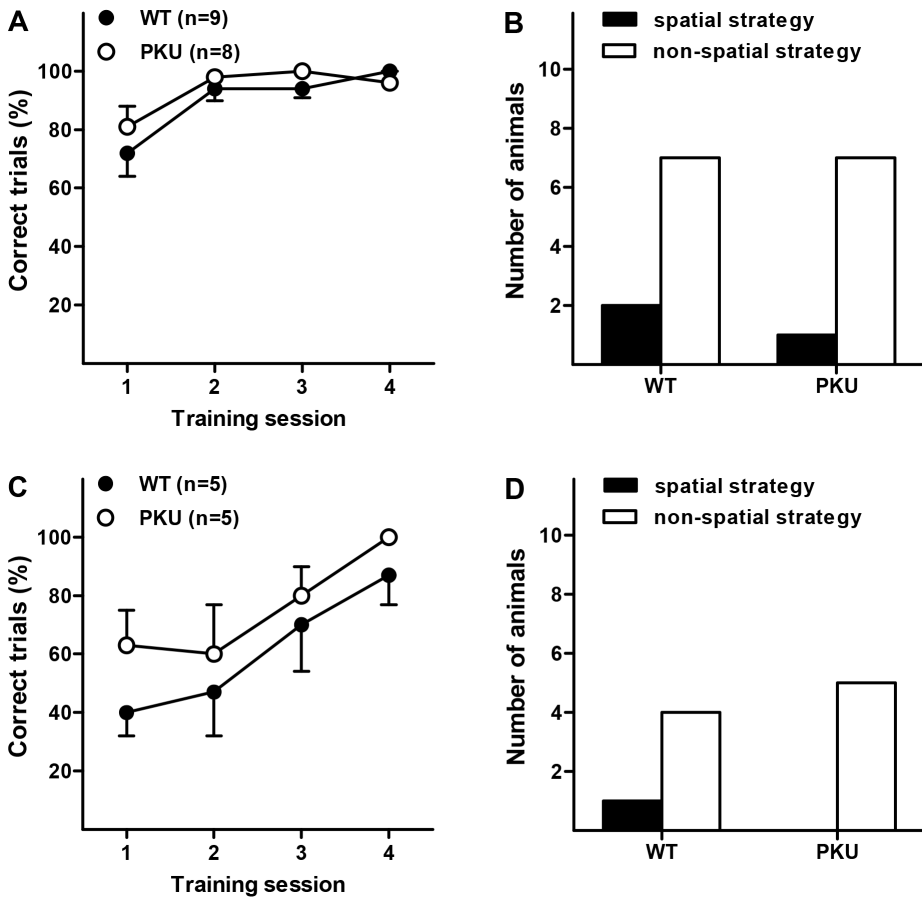 A
WT (n=9)
PKU (n=8)
Correct trials (%)
100
80
60
40
20
1 2 3 4
Training session
B
spatial strategy
non-spatial strategy
Number of animals
10
8
6
4
2
WT PKU
C
WT (n=5)
PKU (n=5)
Correct trials (%)
100
80
60
40
20
1 2 3 4
Training session
D
spatial strategy
non-spatial strategy
Number of animals
10
8
6
4
2
WT PKU